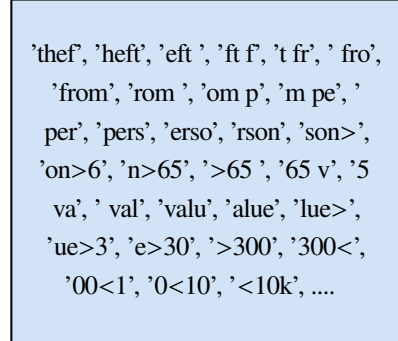 ’thef’, ’heft’, ’eft ’, ’ft f’, ’t fr’, ’ fro’,
’from’, ’rom ’, ’om p’, ’m pe’, ’
per’, ’pers’, ’erso’, ’rson’, ’son>’,
’on>6’, ’n>65’, ’>65 ’, ’65 v’, ’5
va’, ’ val’, ’valu’, ’alue’, ’lue>’,
’ue>3’, ’e>30’, ’>300’, ’300<’,
’00<1’, ’0<10’, ’<10k’, ....